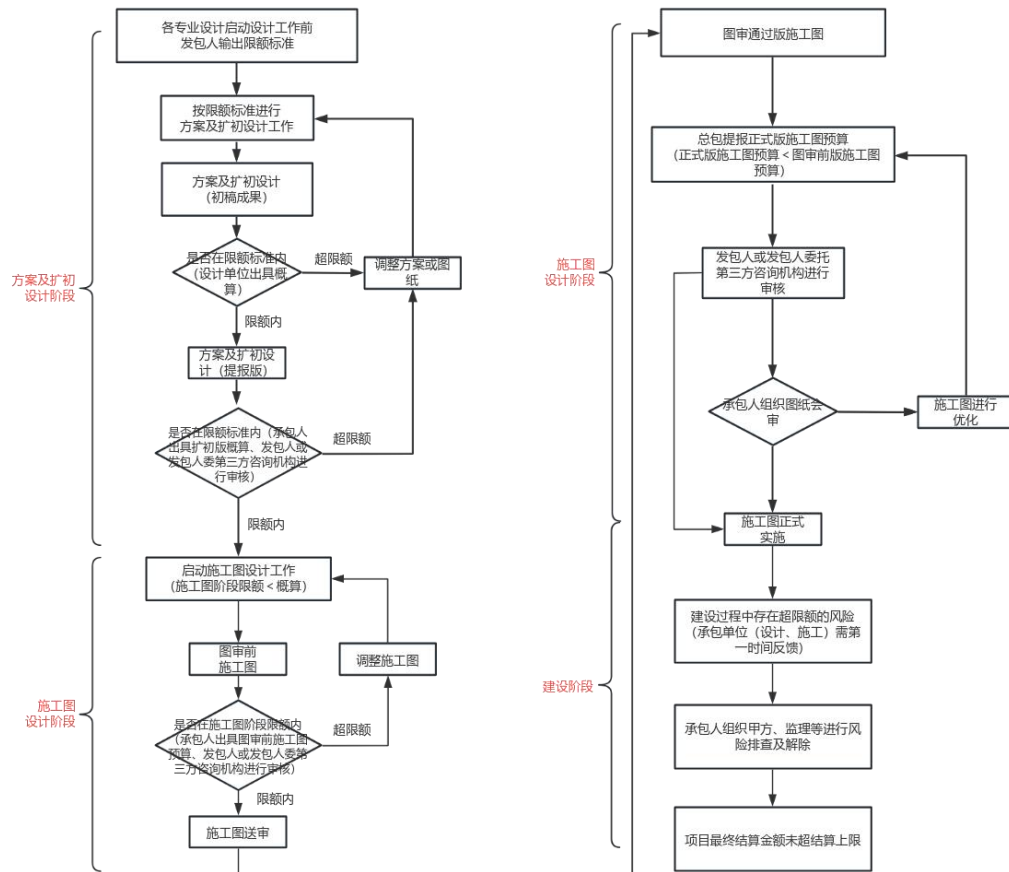 各专业设计启动设计工作前
发包人输出限额标准
按限额标准进行
方案及扩初设计工作
方案及扩初设计
(初稿成果)
是否在限额标准内
(设计单位出具概
算)
超限额
调整方案或图
纸
限额内
方案及扩初
设计阶段
方案及扩初设
计(提报版)
是否在限额标准内(承包人
出具扩初版概算、发包人或
发包人委第三方咨询机构进
行审核)
超限额
限额内
启动施工图设计工作
(施工图阶段限额<概算)
图审前
施工图
调整施工图
施工图
设计阶段
是否在施工图阶段限额内
(承包人出具图审前施工图
预算、发包人或发包人委第
三方咨询机构进行审核)
超限额
限额内
施工图送审
图审通过版施工图
总包提报正式版施工图预算
(正式版施工图预算<图审前版施工图
预算)
发包人或发包人委托
第三方咨询机构进行
审核
施工图
设计阶段
承包人组织图纸会
审
施工图进行
优化
施工图正式
实施
建设过程中存在超限额的风险
(承包单位(设计、施工)需第
一时间反馈)
建设阶段
承包人组织甲方、监理等进行风
险排查及解除
项目最终结算金额未超结算上限